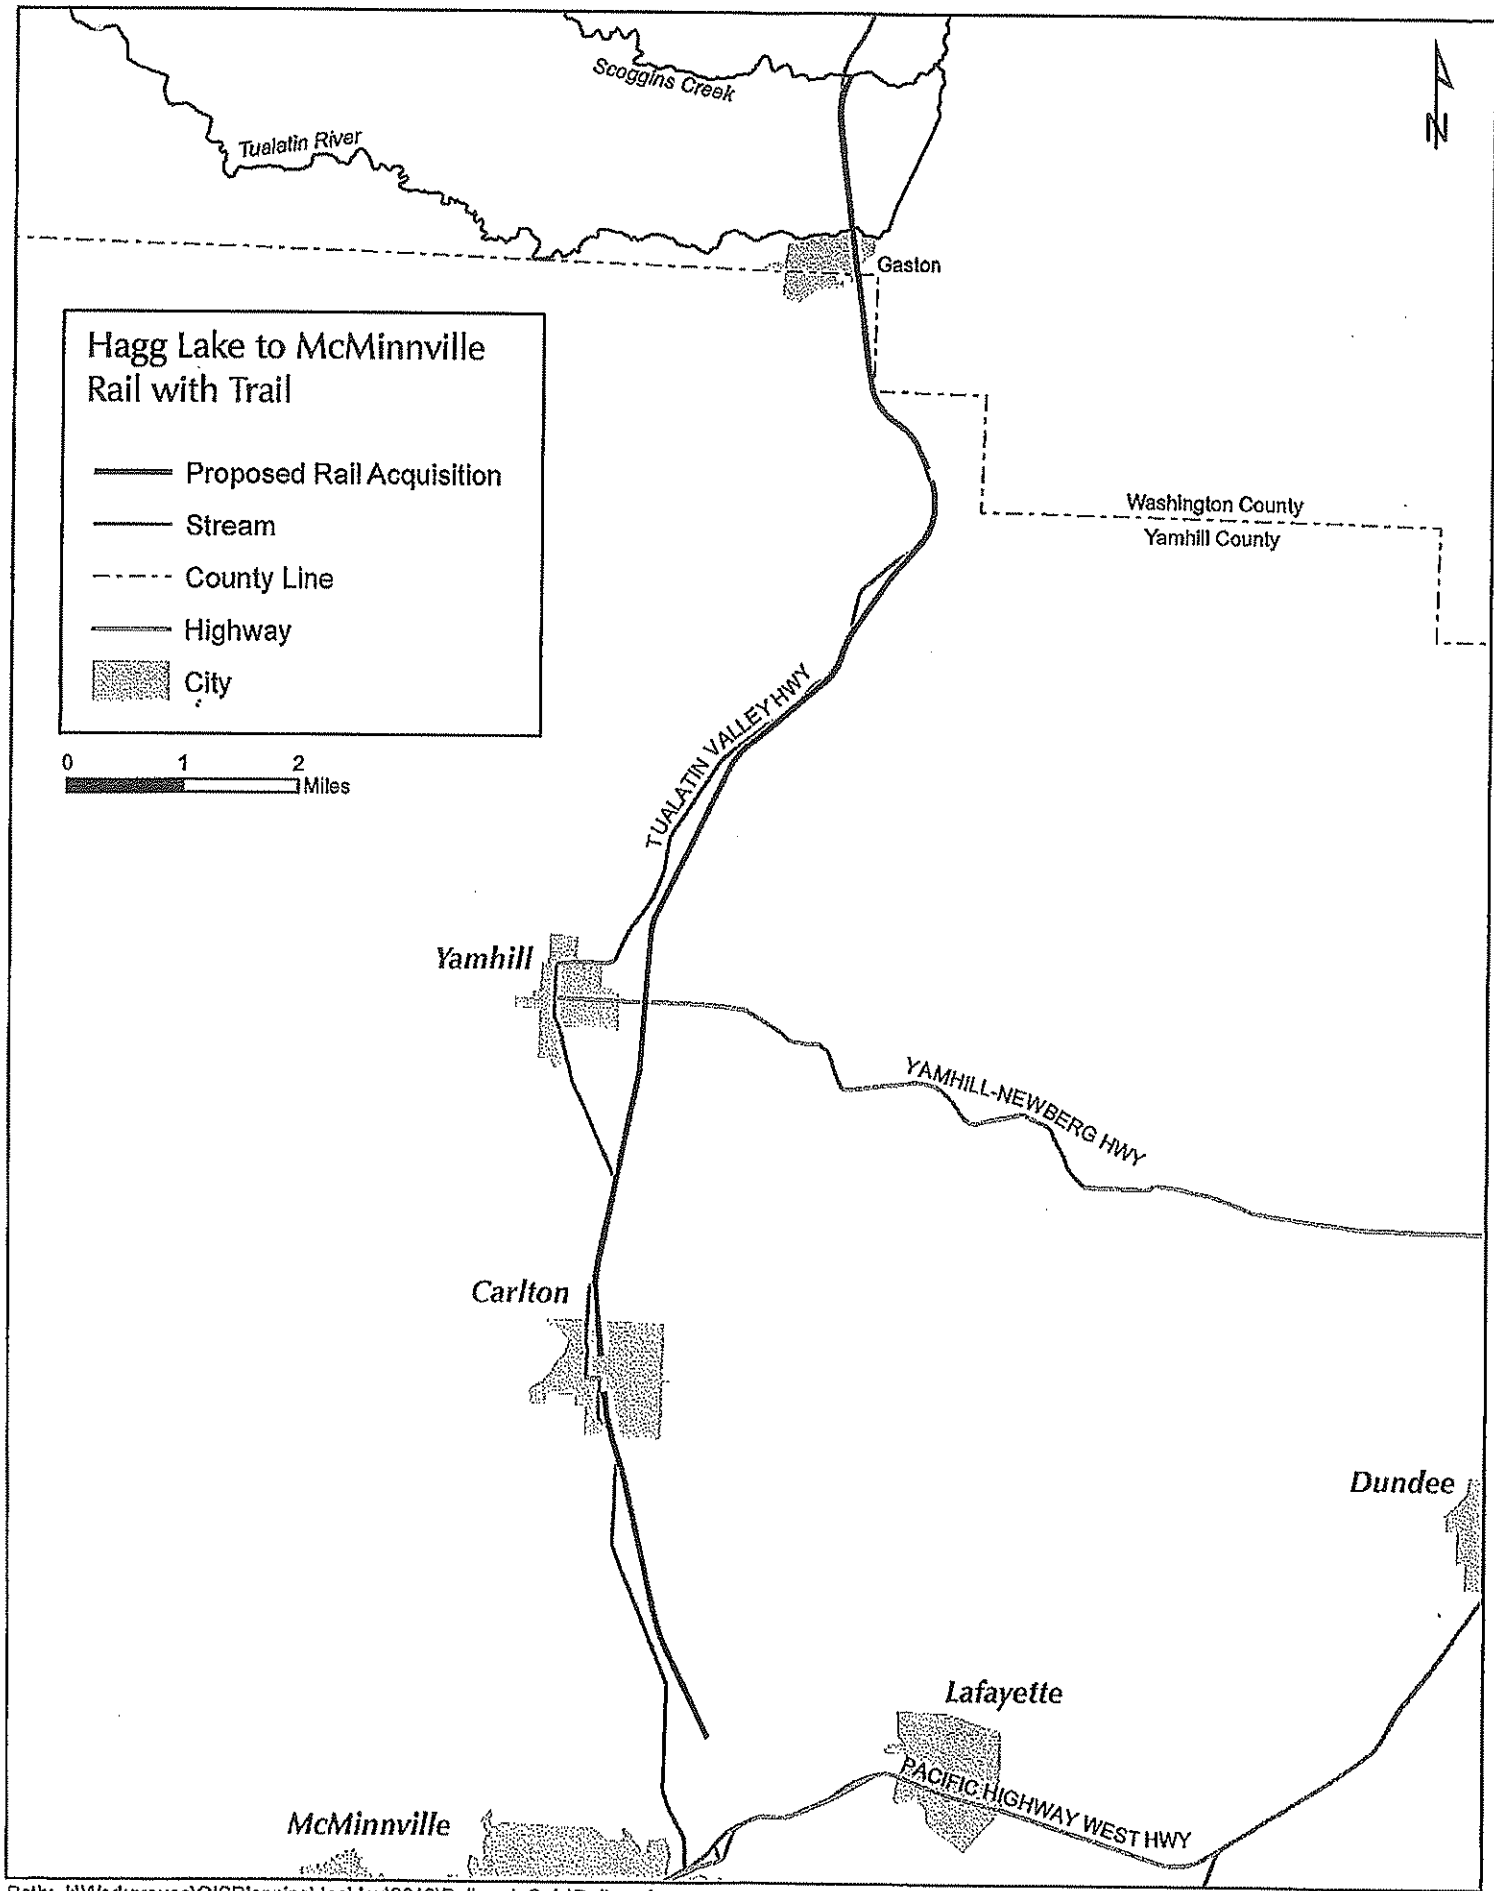 Scoggins Creek
Tualatin River
N
Gaston
Hagg Lake to McMinnville
Rail with Trail
Proposed Rail Acquisition
Stream
County Line
Highway
City
Washington County
Yamhill County
0 1 2
Miles
TUALATIN VALLEY HWY
Yamhill
YAMHILL-NEWBERG HWY
Carlton
Dundee
Lafayette
PACIFIC HIGHWAY WEST HWY
McMinnville